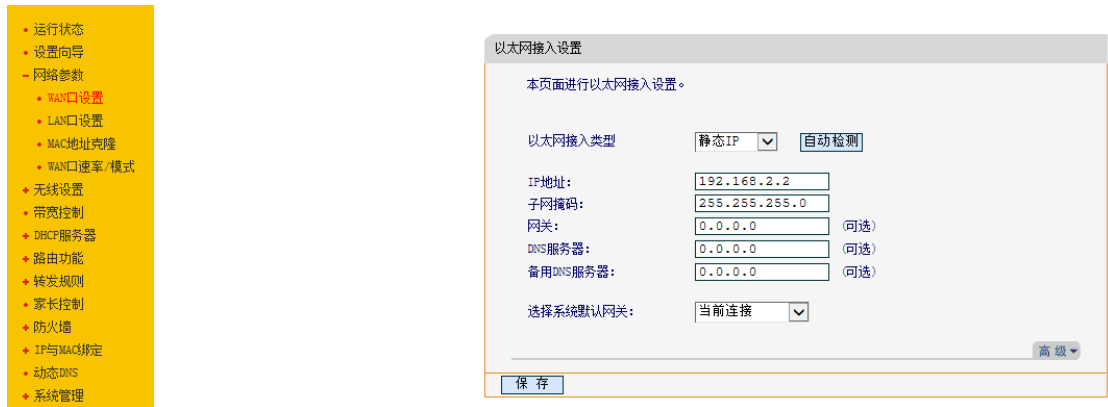 运行状态
设置向导
网络参数
WAN口设置
LAN口设置
MAC地址克隆
WAN口速率/模式
无线设置
带宽控制
DHCP服务器
路由功能
转发规则
家长控制
防火墙
IP与MAC绑定
动态DNS
系统管理
以太网接入设置
本页面进行以太网接入设置。
以太网接入类型 静态IP 自动检测
IP地址: 192.168.2.2
子网掩码: 255.255.255.0
网关: 0.0.0.0 (可选)
DNS服务器: 0.0.0.0 (可选)
备用DNS服务器: 0.0.0.0 (可选)
选择系统默认网关: 当前连接
高级
保存